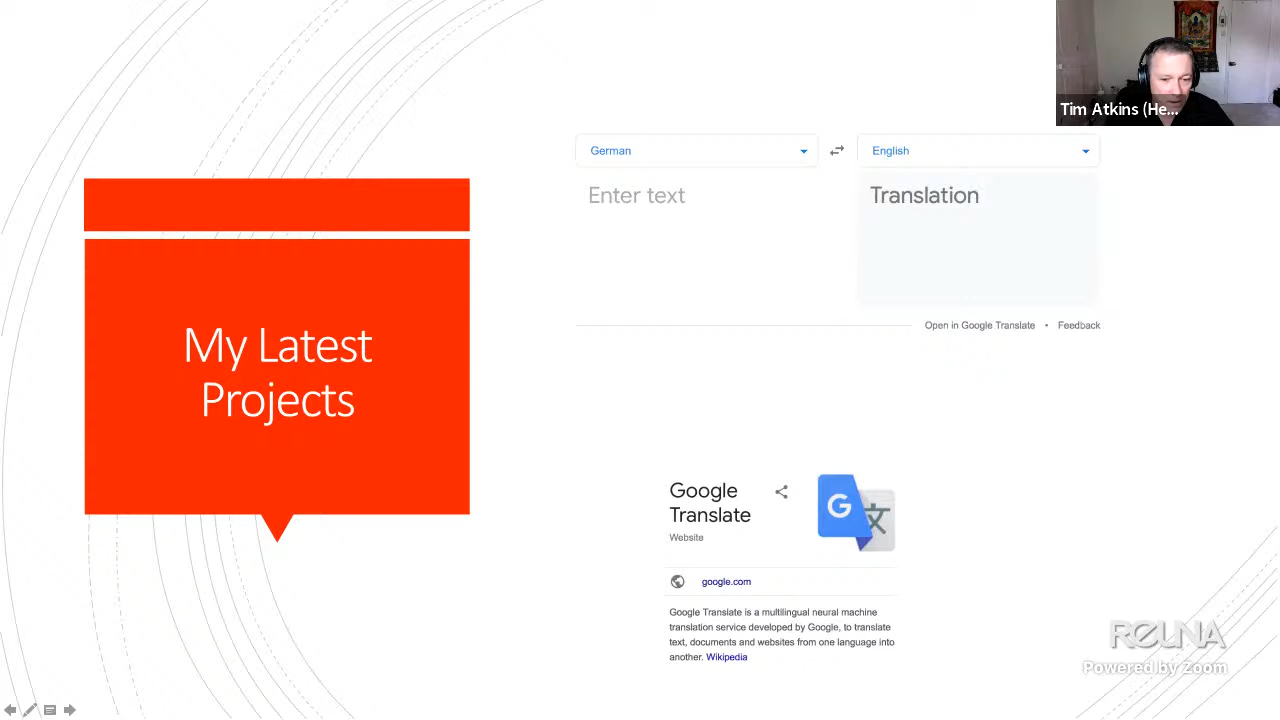 Tim Atkins (He...
German
English
Enter text
Translation
Open in Google Translate • Feedback
My Latest
Projects
Google
Translate
Website
G
文
google.com
Google Translate is a multilingual neural machine
translation service developed by Google, to translate
text, documents and websites from one language into
another. Wikipedia
RELINA
Powered by Zoom